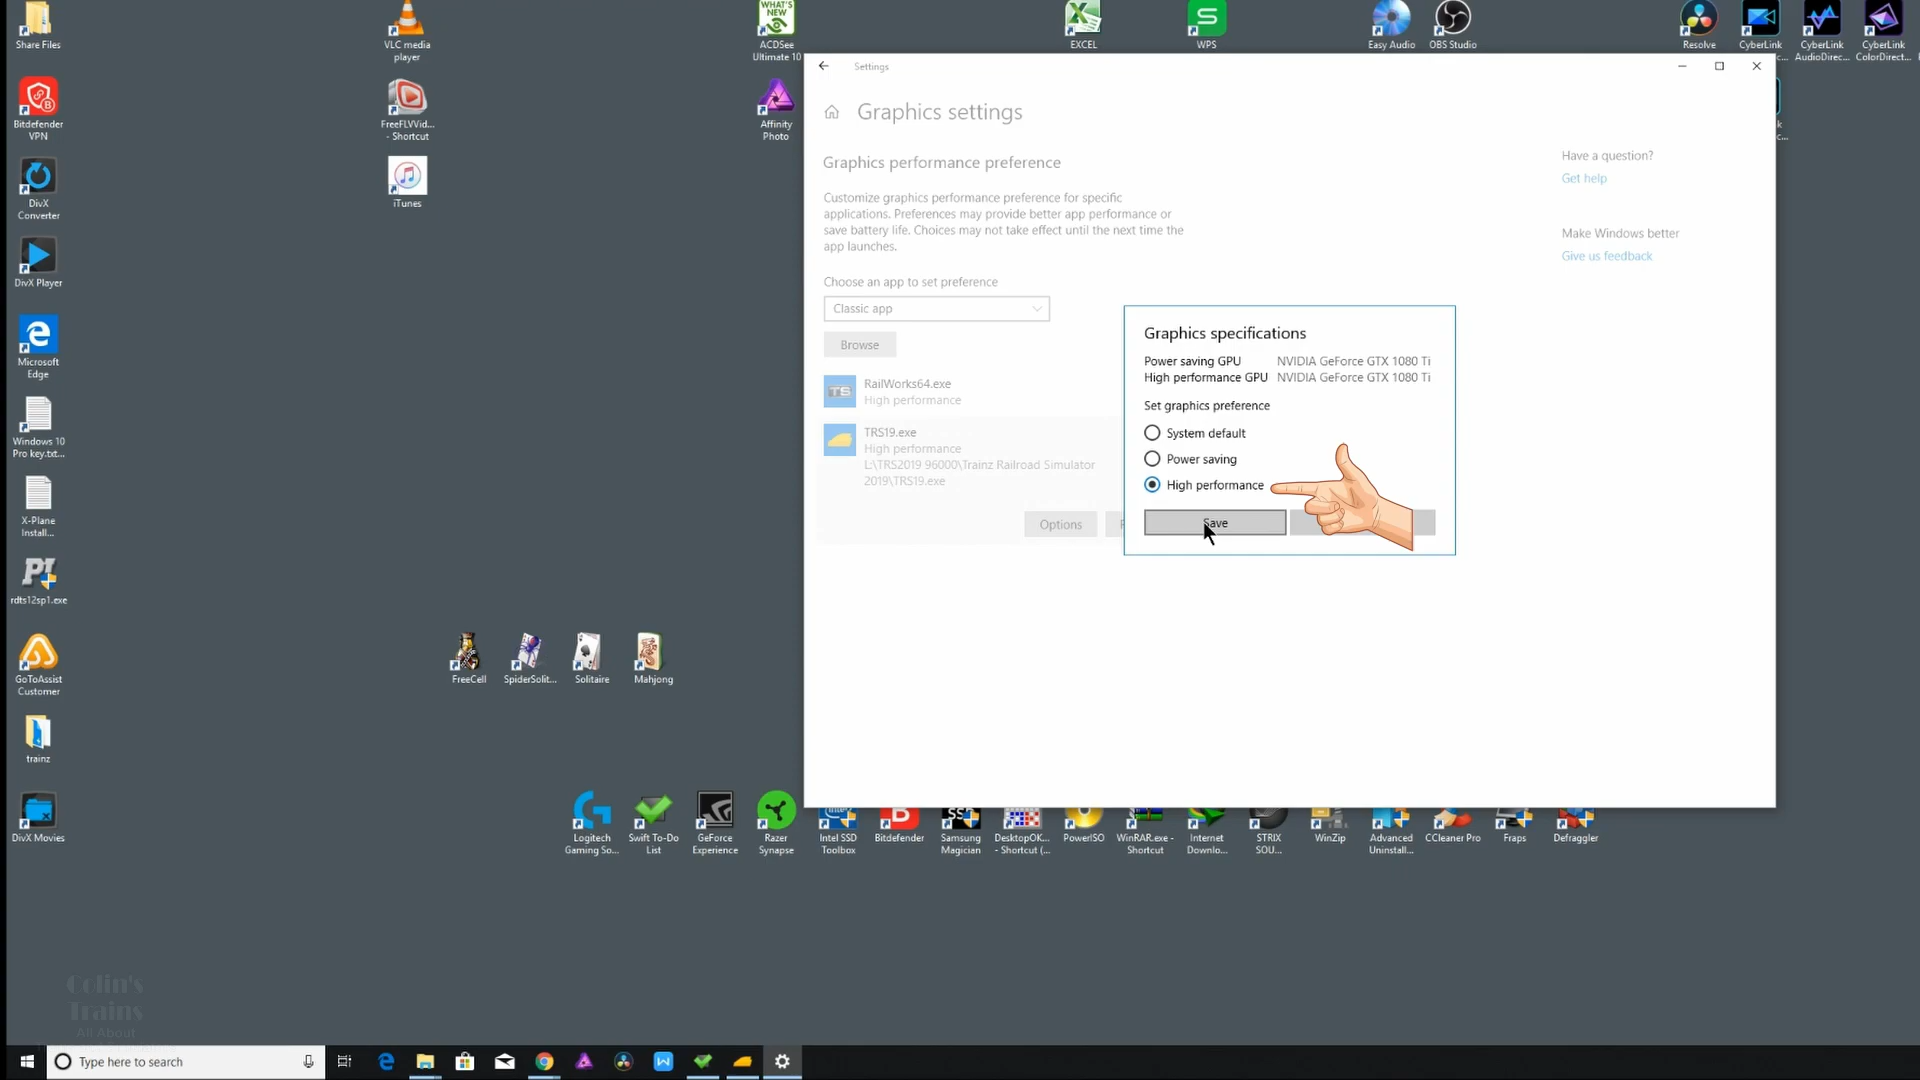 Share Files
VLC media
player
WHAT'S
NEW
ACDSee
Ultimate 10
EXCEL
WPS
Easy Audio
OBS Studio
Resolve
CyberLink
CyberLink
AudioDirec...
CyberLink
ColorDirect...
Bitdefender
VPN
FreeFLVVid...
- Shortcut
Affinity
Photo
DivX
Converter
iTunes
DivX Player
Microsoft
Edge
Windows 10
Pro key.txt...
X-Plane
Install...
rdts12sp1.exe
GoToAssist
Customer
trainz
DivX Movies
FreeCell
SpiderSolit...
Solitaire
Mahjong
Settings
Graphics settings
Graphics performance preference
Customize graphics performance preference for specific
applications. Preferences may provide better app performance or
save battery life. Choices may not take effect until the next time the
app launches.
Choose an app to set preference
Classic app
Browse
RailWorks64.exe
High performance
TRS19.exe
High performance
L:\TRS2019 96000\Trainz Railroad Simulator
2019\TRS19.exe
Options
Have a question?
Get help
Make Windows better
Give us feedback
Graphics specifications
Power saving GPU NVIDIA GeForce GTX 1080 Ti
High performance GPU NVIDIA GeForce GTX 1080 Ti
Set graphics preference
System default
Power saving
High performance
Save
Logitech
Gaming So...
Swift To-Do
List
GeForce
Experience
Razer
Synapse
Intel SSD
Toolbox
Bitdefender
Samsung
Magician
DesktopOK...
- Shortcut (...
PowerISO
WinRAR.exe -
Shortcut
Internet
Downlo...
STRIX
SOU...
WinZip
Advanced
Uninstall...
CCleaner Pro
Fraps
Defraggler
Colin's
Trains
All About
Type here to search